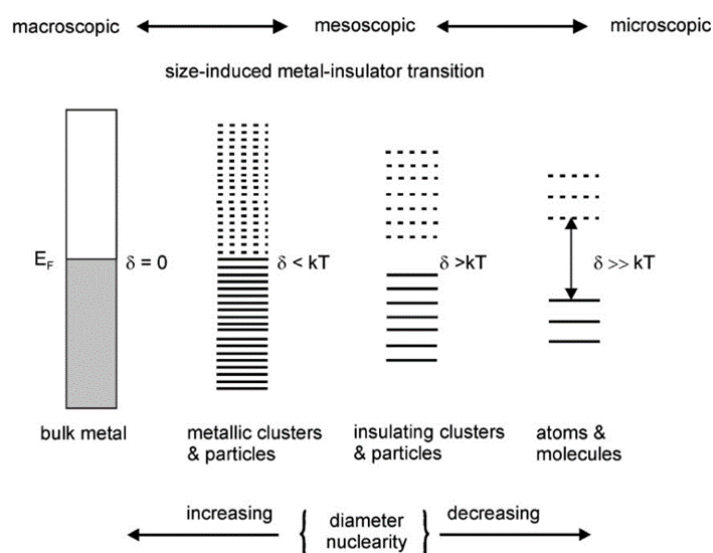 macroscopic mesoscopic microscopic
size-induced metal-insulator transition
E_F δ = 0 δ < kT δ >kT δ >> kT
bulk metal metallic clusters insulating clusters atoms &
& particles & particles molecules
increasing { diameter } decreasing
nuclearity